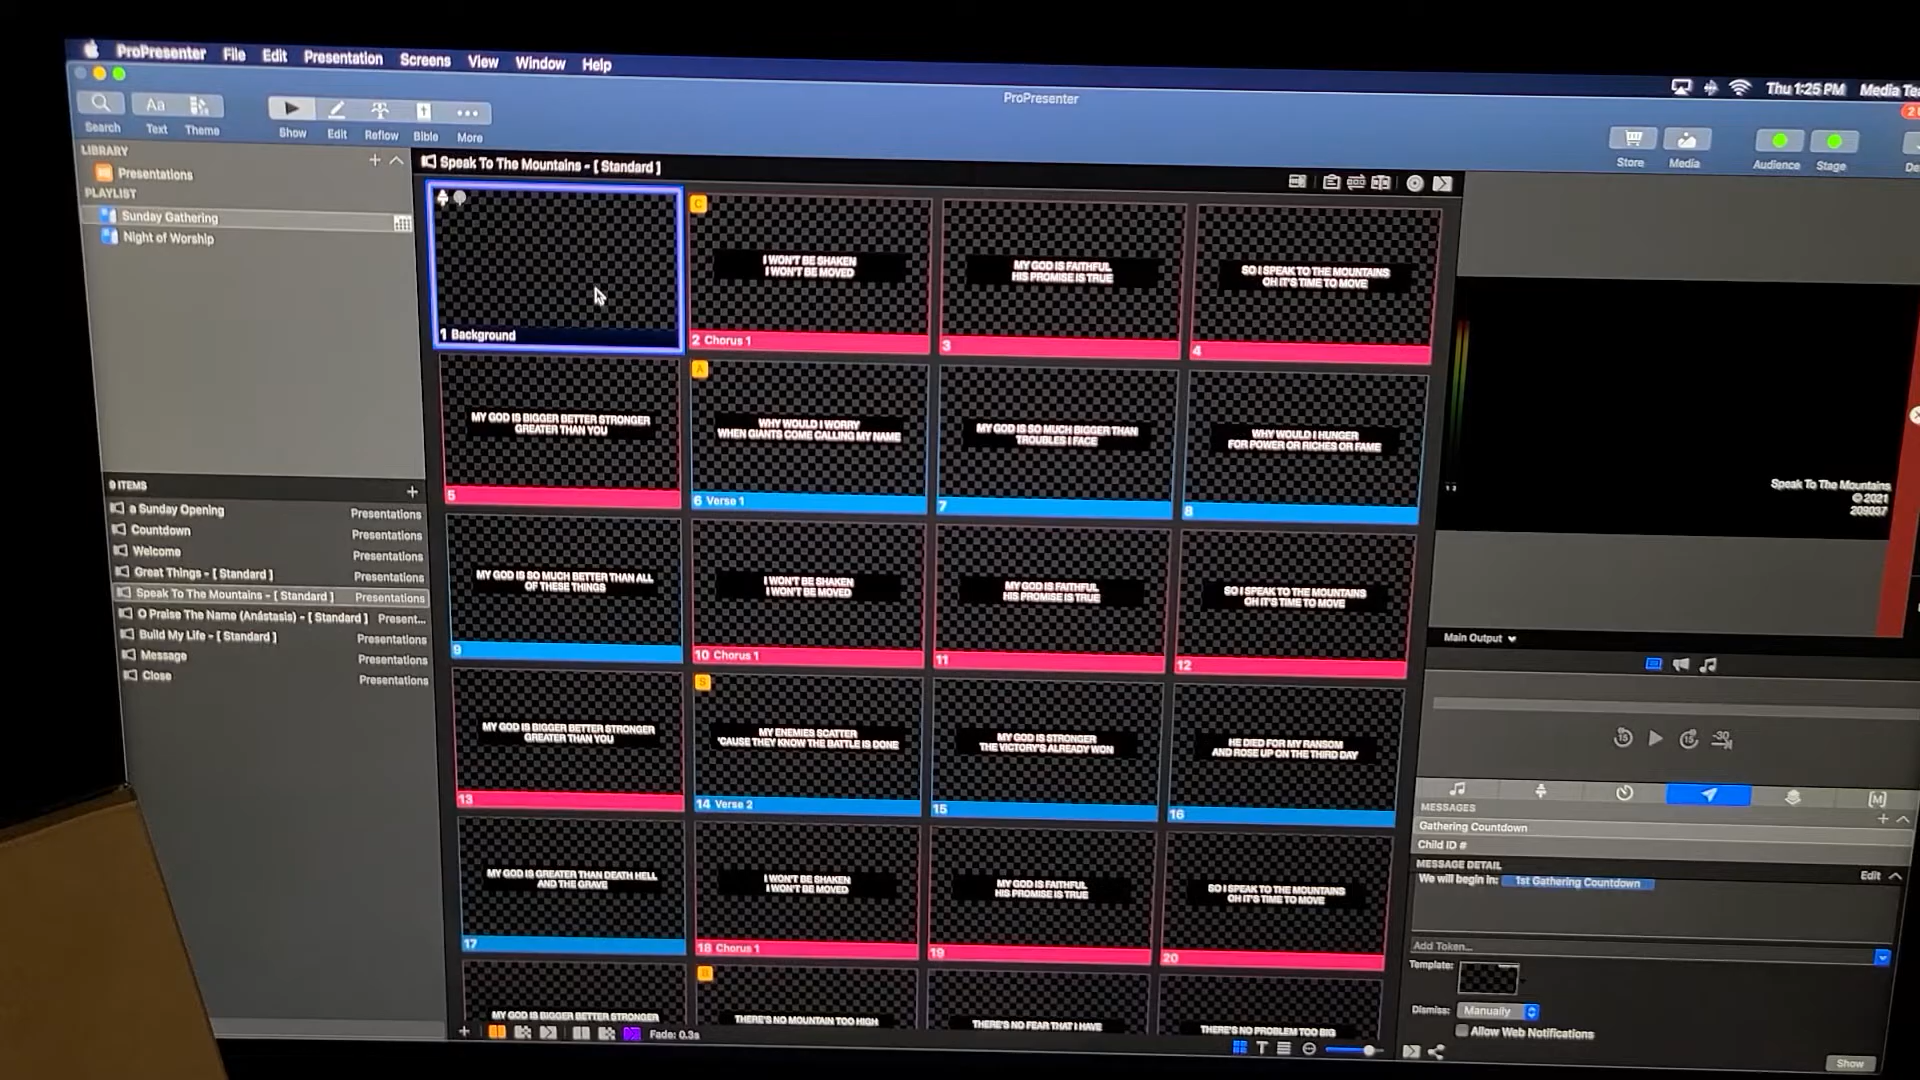 ProPresenter File Edit Presentation Screens View Window Help
Thu 1:25 PM Media Te
ProPresenter
Search Text Theme Show Edit Reflow Bible More
Store Media Audience Stage De
LIBRARY
Presentations
PLAYLIST
Sunday Gathering
Night of Worship
9 ITEMS
a Sunday Opening Presentations
Countdown Presentations
Welcome Presentations
Great Things - [ Standard ] Presentations
Speak To The Mountains - [ Standard ] Presentations
O Praise The Name (Anástasis) - [ Standard ] Present...
Build My Life - [ Standard ] Presentations
Message Presentations
Close Presentations
Speak To The Mountains - [ Standard ]
1 Background
C
I WON'T BE SHAKEN
I WON'T BE MOVED
2 Chorus 1
MY GOD IS FAITHFUL
HIS PROMISE IS TRUE
3
SO I SPEAK TO THE MOUNTAINS
OH IT'S TIME TO MOVE
4
MY GOD IS BIGGER BETTER STRONGER
GREATER THAN YOU
5
A
WHY WOULD I WORRY
WHEN GIANTS COME CALLING MY NAME
6 Verse 1
MY GOD IS SO MUCH BIGGER THAN
TROUBLES I FACE
7
WHY WOULD I HUNGER
FOR POWER OR RICHES OR FAME
8
MY GOD IS SO MUCH BETTER THAN ALL
OF THESE THINGS
9
I WON'T BE SHAKEN
I WON'T BE MOVED
10 Chorus 1
MY GOD IS FAITHFUL
HIS PROMISE IS TRUE
11
SO I SPEAK TO THE MOUNTAINS
OH IT'S TIME TO MOVE
12
MY GOD IS BIGGER BETTER STRONGER
GREATER THAN YOU
13
S
MY ENEMIES SCATTER
'CAUSE THEY KNOW THE BATTLE IS DONE
14 Verse 2
MY GOD IS STRONGER
THE VICTORY'S ALREADY WON
15
HE DIED FOR MY RANSOM
AND ROSE UP ON THE THIRD DAY
16
MY GOD IS GREATER THAN DEATH HELL
AND THE GRAVE
17
I WON'T BE SHAKEN
I WON'T BE MOVED
18 Chorus 1
MY GOD IS FAITHFUL
HIS PROMISE IS TRUE
19
SO I SPEAK TO THE MOUNTAINS
OH IT'S TIME TO MOVE
20
MY GOD IS BIGGER BETTER STRONGER
B
THERE'S NO MOUNTAIN TOO HIGH
THERE'S NO FEAR THAT I HAVE
THERE'S NO PROBLEM TOO BIG
Fade: 0.3s
Speak To The Mountains
© 2021
209037
1 2
Main Output
15 15 -30
[M]
MESSAGES
Gathering Countdown
Child ID #
MESSAGE DETAIL
Edit
We will begin in: 1st Gathering Countdown
Add Token...
Template:
Dismiss: Manually
Allow Web Notifications
Show